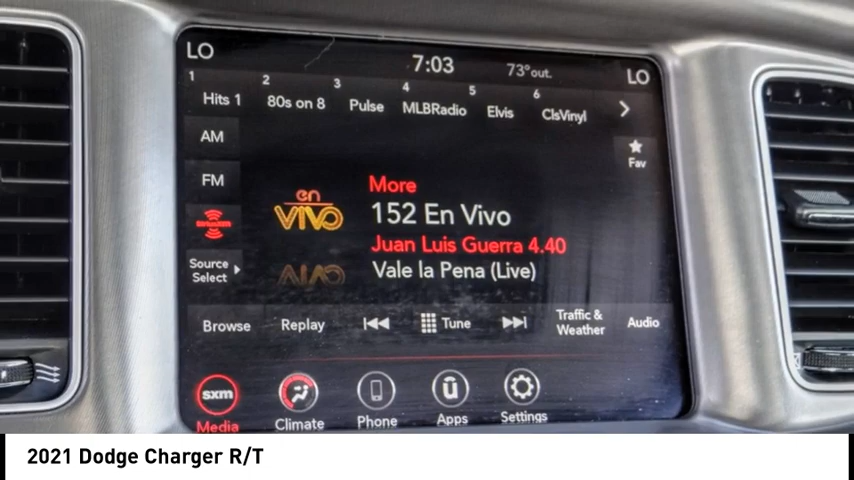 LO 7:03 73°out. LO
1 2 3 4 5 6
Hits 1 80s on 8 Pulse MLBRadio Elvis ClsVinyl
AM
Fav
FM
More
en
VIVO
152 En Vivo
siriusxm
Juan Luis Guerra 4.40
Source
Select
Vale la Pena (Live)
Browse Replay Tune Traffic &
Weather Audio
sxm
Media Climate Phone Apps Settings
2021 Dodge Charger R/T